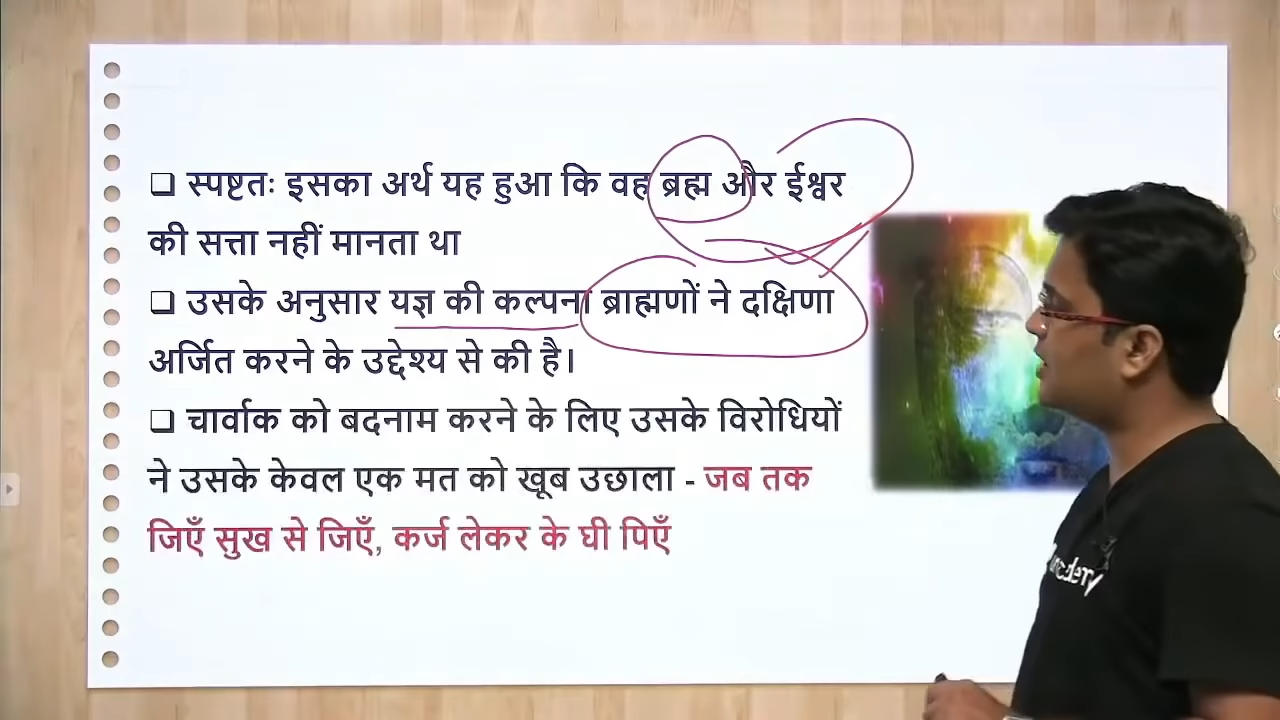 ❑ स्पष्टतः इसका अर्थ यह हुआ कि वह ब्रह्म और ईश्वर
की सत्ता नहीं मानता था
❑ उसके अनुसार यज्ञ की कल्पना ब्राह्मणों ने दक्षिणा
अर्जित करने के उद्देश्य से की है।
❑ चार्वाक को बदनाम करने के लिए उसके विरोधियों
ने उसके केवल एक मत को खूब उछाला - जब तक
जिएँ सुख से जिएँ, कर्ज लेकर के घी पिएँ